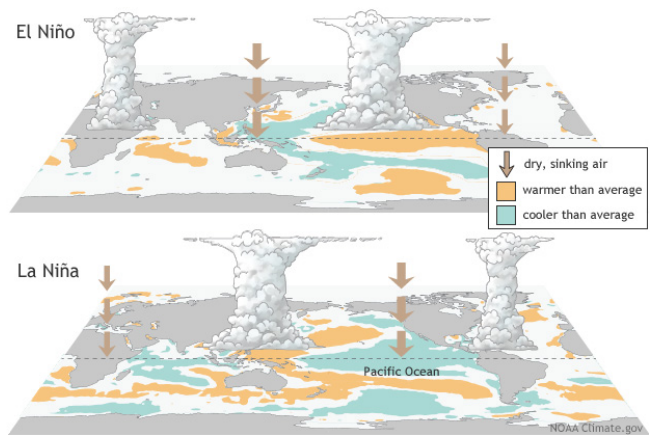 El Niño
dry, sinking air
warmer than average
cooler than average
La Niña
Pacific Ocean
NOAA Climate.gov